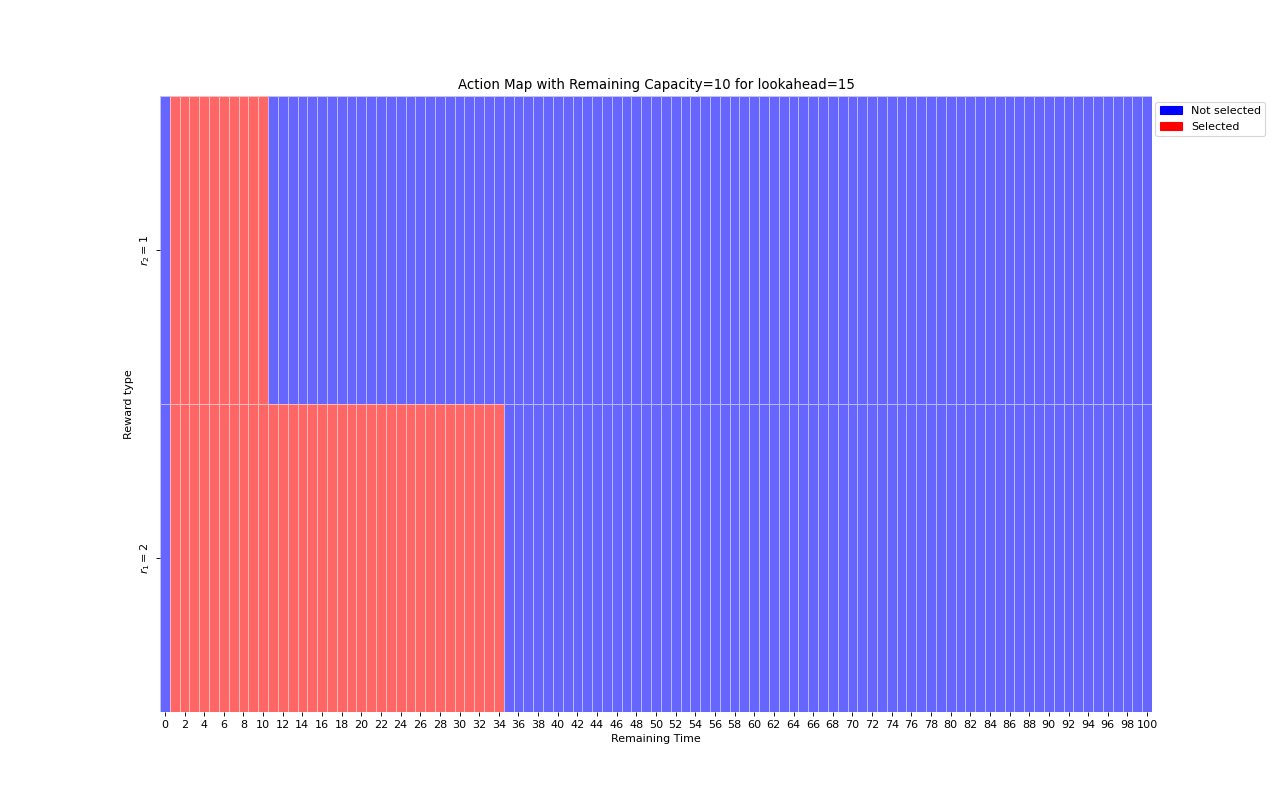 Action Map with Remaining Capacity=10 for lookahead=15
Not selected
Selected
r₂ = 1
Reward type
r₁ = 2
0 2 4 6 8 10 12 14 16 18 20 22 24 26 28 30 32 34 36 38 40 42 44 46 48 50 52 54 56 58 60 62 64 66 68 70 72 74 76 78 80 82 84 86 88 90 92 94 96 98 100
Remaining Time